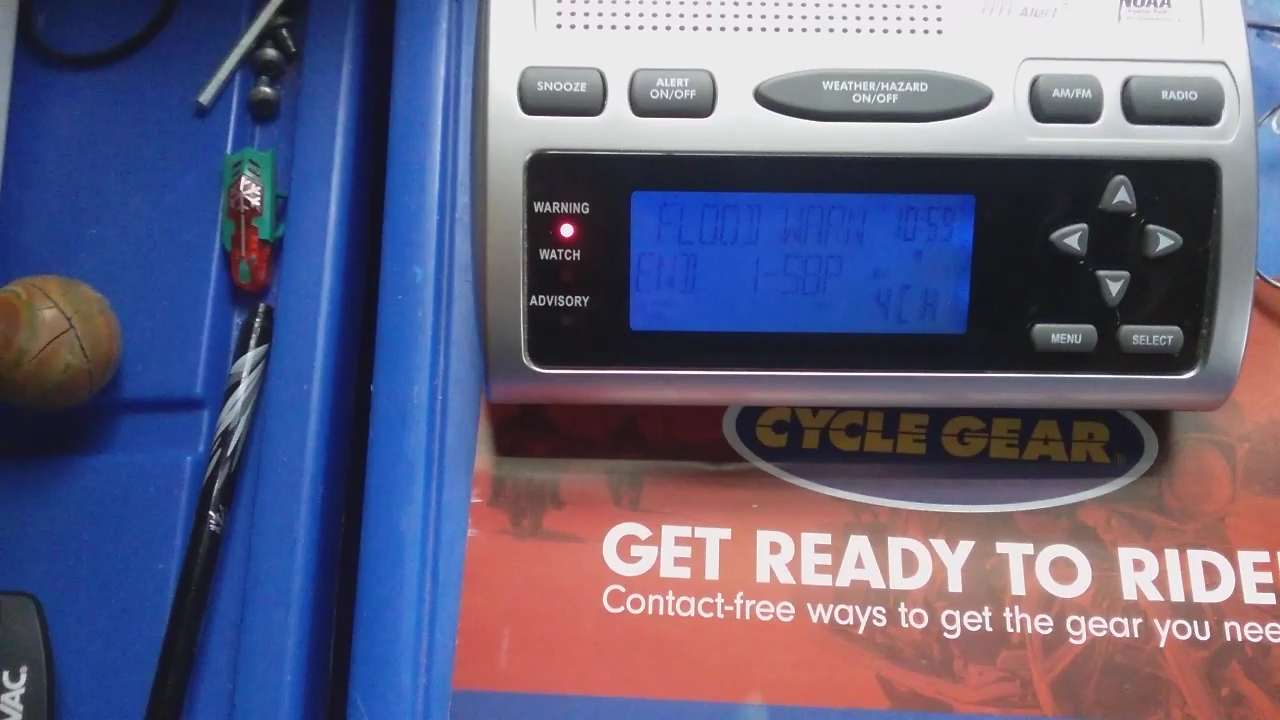 Alert
NOAA
SNOOZE
ALERT
ON/OFF
WEATHER/HAZARD
ON/OFF
AM/FM
RADIO
WARNING
WATCH
ADVISORY
FLOOD WARN 10:59
END 1-58P
4CH
MENU
SELECT
CYCLE GEAR
GET READY TO RIDE
Contact-free ways to get the gear you nee
VAC.